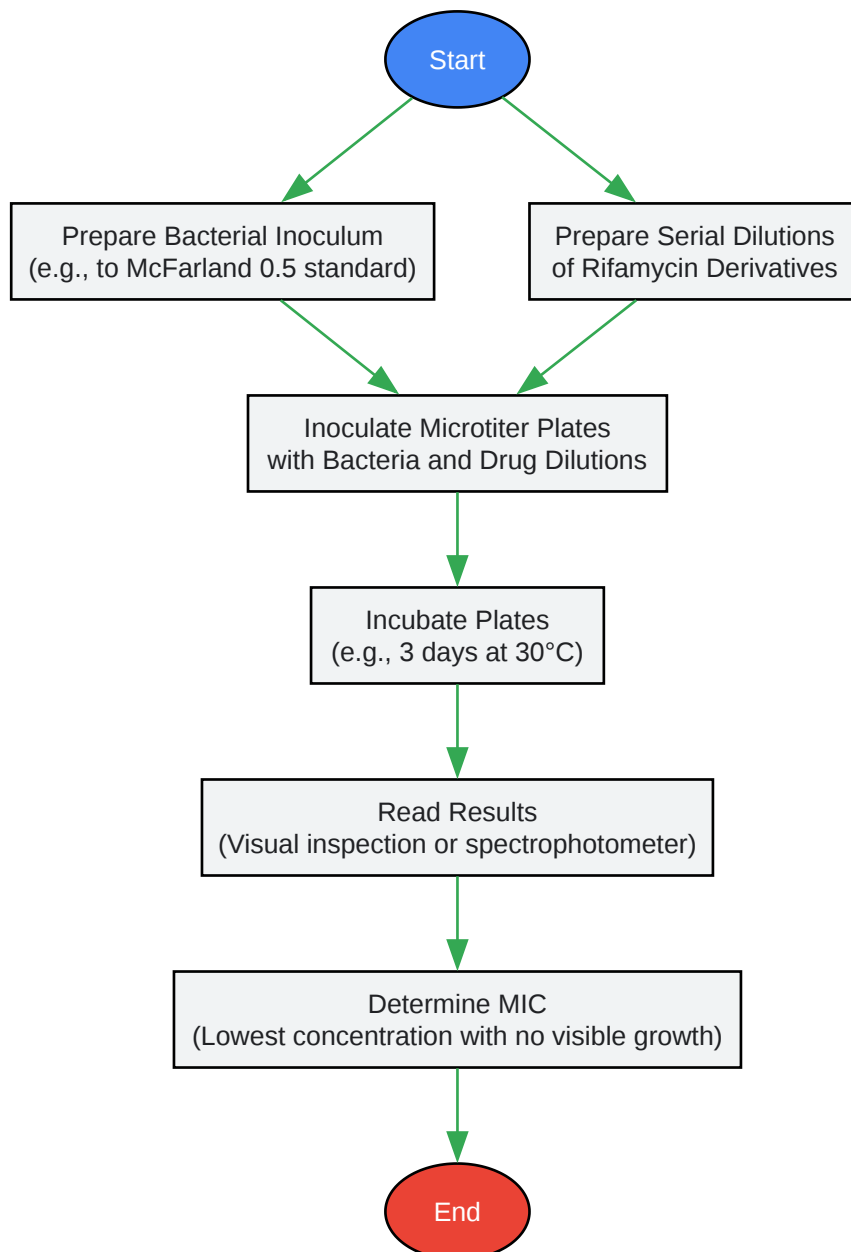 Start
Prepare Bacterial Inoculum
(e.g., to McFarland 0.5 standard)
Prepare Serial Dilutions
of Rifamycin Derivatives
Inoculate Microtiter Plates
with Bacteria and Drug Dilutions
Incubate Plates
(e.g., 3 days at 30°C)
Read Results
(Visual inspection or spectrophotometer)
Determine MIC
(Lowest concentration with no visible growth)
End